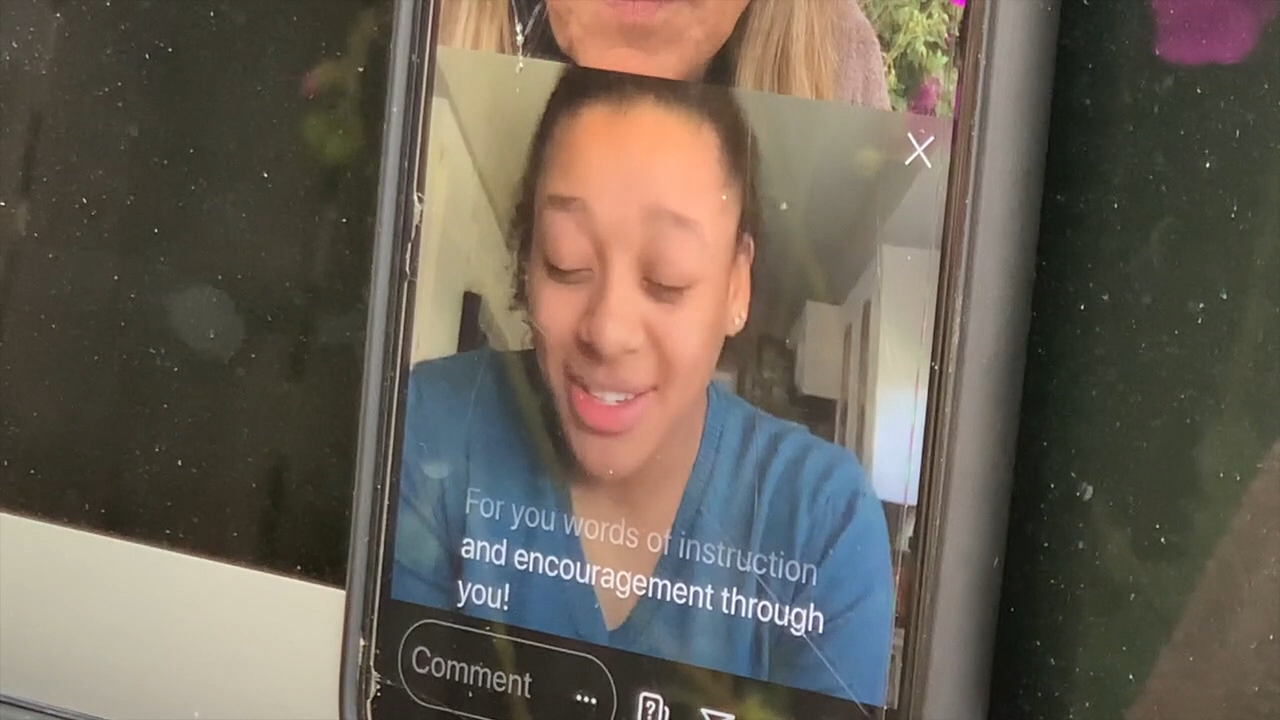 For you words of instruction
and encouragement through
you!
Comment